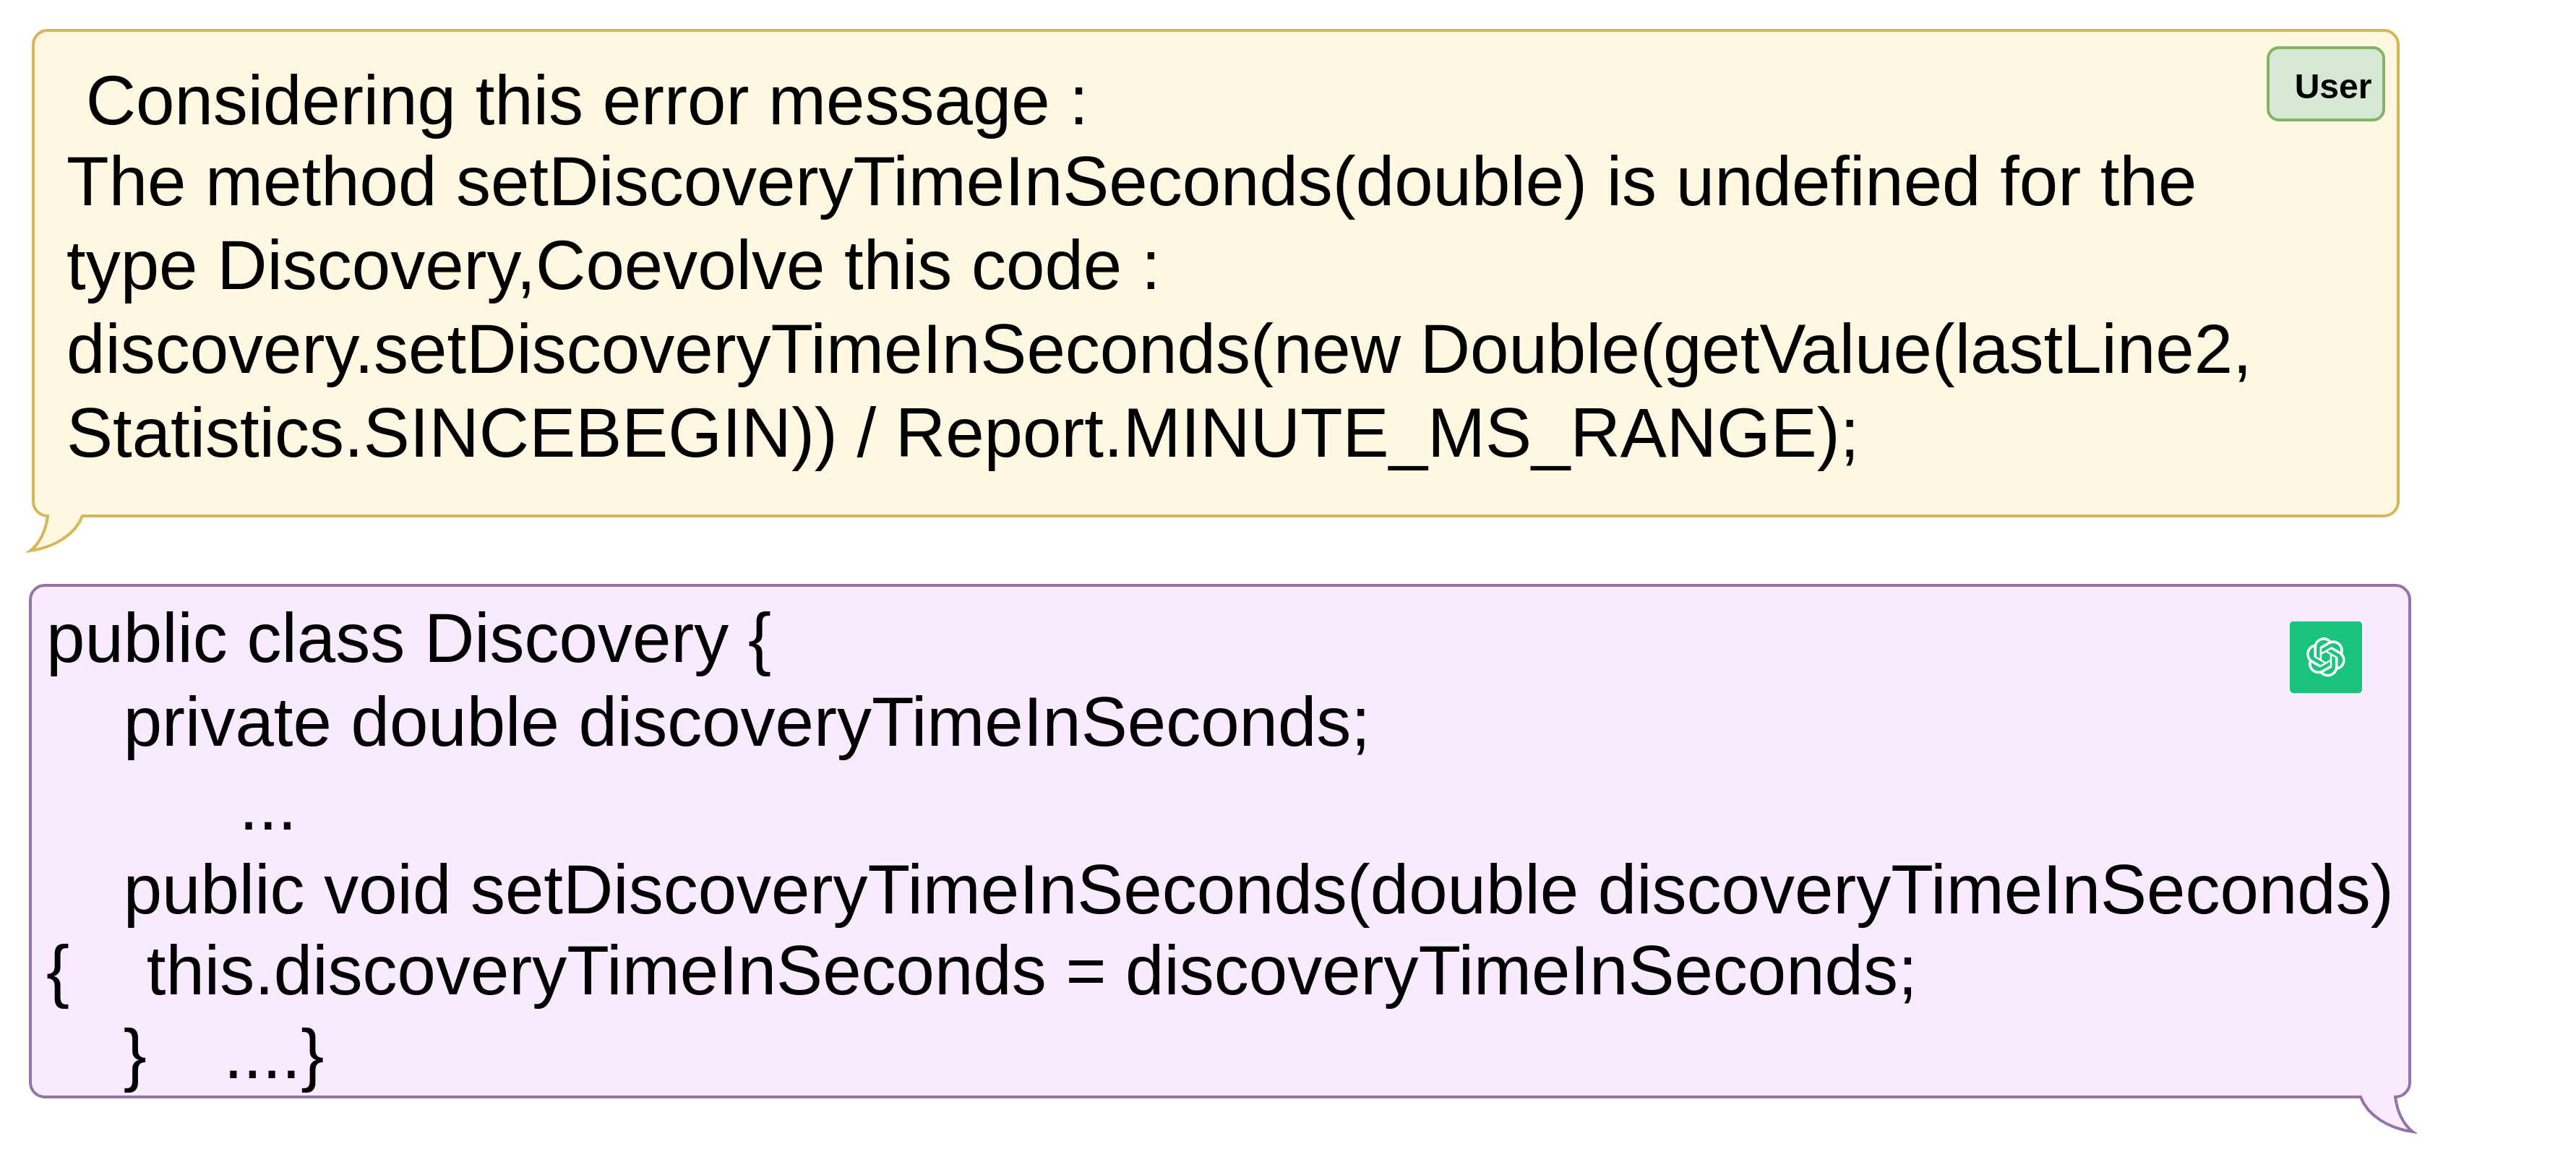 User
Considering this error message :
The method setDiscoveryTimeInSeconds(double) is undefined for the
type Discovery,Coevolve this code :
discovery.setDiscoveryTimeInSeconds(new Double(getValue(lastLine2,
Statistics.SINCEBEGIN)) / Report.MINUTE_MS_RANGE);
public class Discovery {
private double discoveryTimeInSeconds;
...
public void setDiscoveryTimeInSeconds(double discoveryTimeInSeconds)
{ this.discoveryTimeInSeconds = discoveryTimeInSeconds;
} ....}